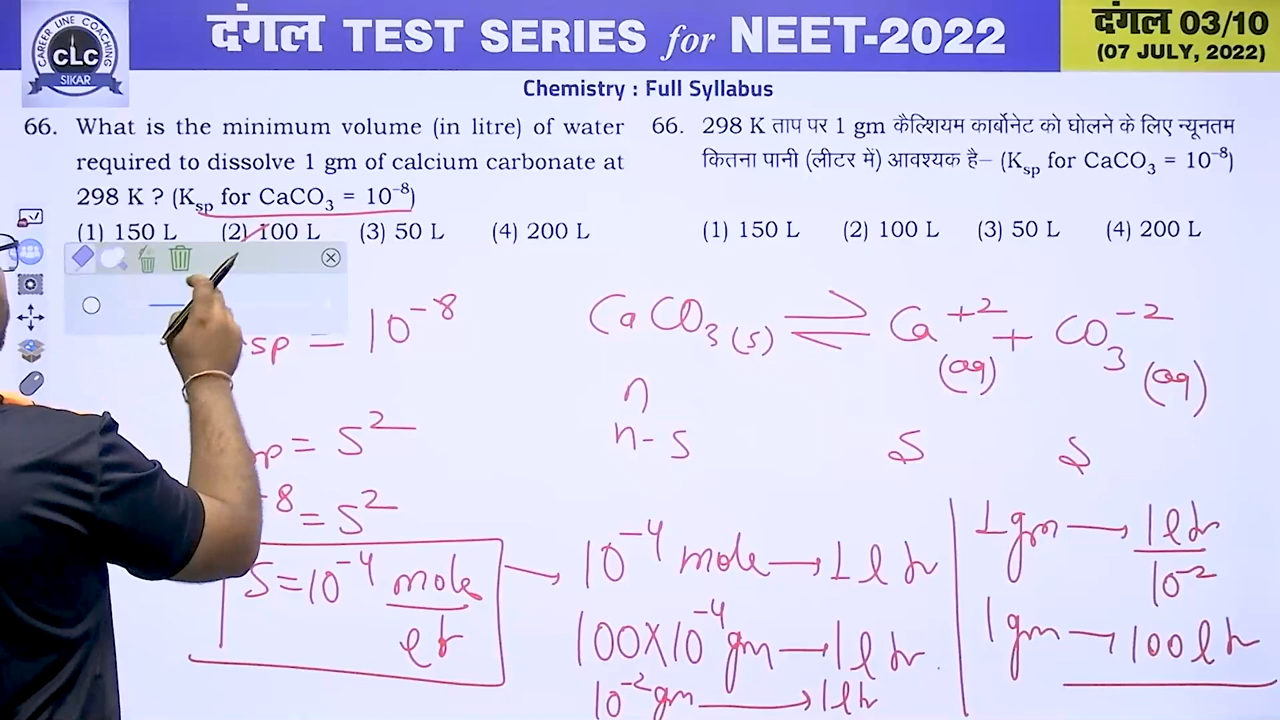 CAREER LINE COACHING
CLC
SIKAR
दंगल TEST SERIES for NEET-2022
दंगल 03/10
(07 JULY, 2022)
Chemistry : Full Syllabus
66. What is the minimum volume (in litre) of water
required to dissolve 1 gm of calcium carbonate at
298 K ? (Ksp for CaCO3 = 10⁻⁸)
(1) 150 L (2) 100 L (3) 50 L (4) 200 L
66. 298 K ताप पर 1 gm कैल्शियम कार्बोनेट को घोलने के लिए न्यूनतम
कितना पानी (लीटर में) आवश्यक है– (Ksp for CaCO3 = 10⁻⁸)
(1) 150 L (2) 100 L (3) 50 L (4) 200 L
sp = 10⁻⁸
p = S²
-8 = S²
S = 10⁻⁴ mole
ltr
CaCO3(s) ⇌ Ca⁺² (aq) + CO3⁻² (aq)
n
n-s S S
10⁻⁴ mole → 1 ltr
100×10⁻⁴ gm → 1 ltr
10⁻² gm → 1 ltr
1 gm → 1 ltr
10⁻²
1 gm → 100 ltr